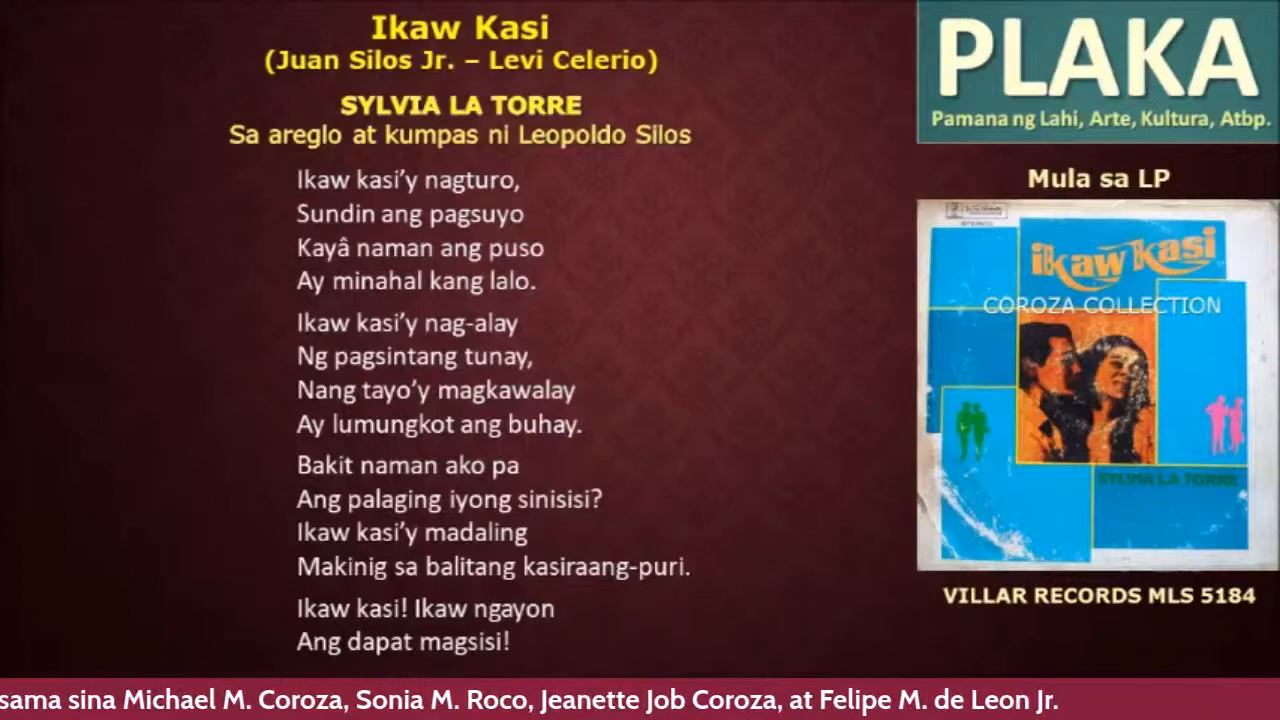 Ikaw Kasi
(Juan Silos Jr. – Levi Celerio)
SYLVIA LA TORRE
Sa areglo at kumpas ni Leopoldo Silos
Ikaw kasi’y nagturo,
Sundin ang pagsuyo
Kayâ naman ang puso
Ay minahal kang lalo.
Ikaw kasi’y nag-alay
Ng pagsintang tunay,
Nang tayo’y magkawalay
Ay lumungkot ang buhay.
Bakit naman ako pa
Ang palaging iyong sinisisi?
Ikaw kasi’y madaling
Makinig sa balitang kasiraang-puri.
Ikaw kasi! Ikaw ngayon
Ang dapat magsisi!
PLAKA
Pamana ng Lahi, Arte, Kultura, Atbp.
Mula sa LP
STEREO
ikaw kasi
COROZA COLLECTION
SYLVIA LA TORRE
VILLAR RECORDS MLS 5184
sama sina Michael M. Coroza, Sonia M. Roco, Jeanette Job Coroza, at Felipe M. de Leon Jr.